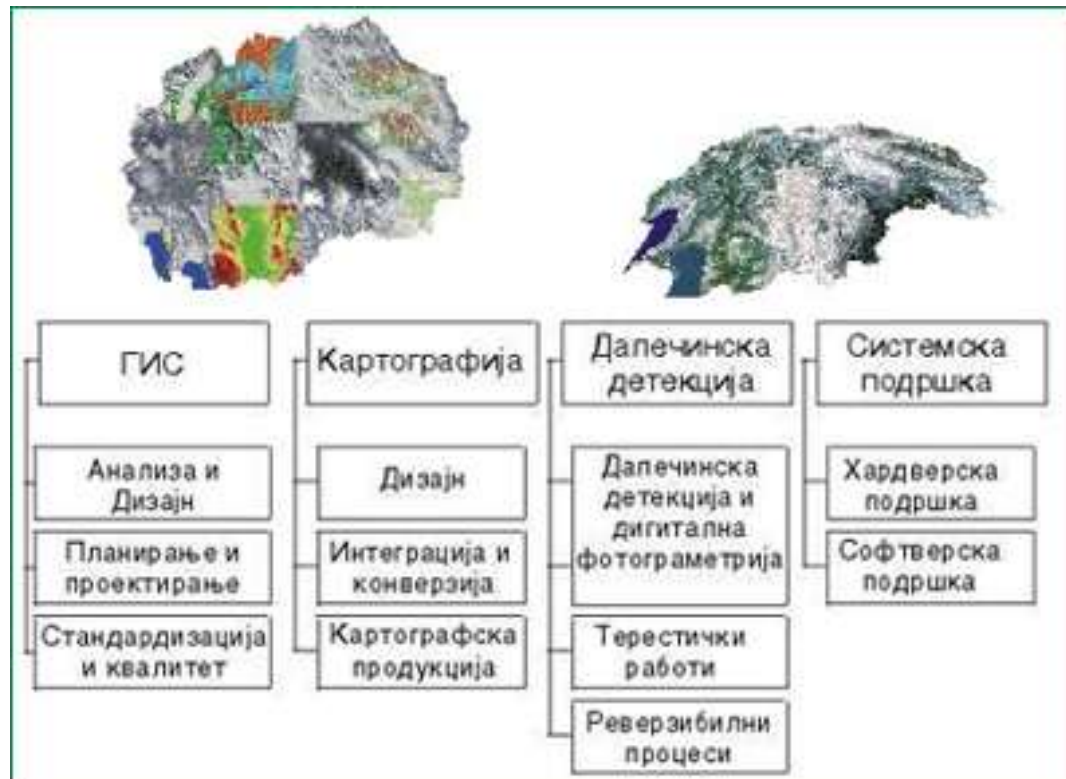 ГИС
Анализа и
Дизајн
Планирање и
проектирање
Стандардизација
и квалитет
Картографија
Дизајн
Интеграција и
конверзија
Картографска
продукција
Далечинска
детекција
Далечинска
детекција и
дигитална
фотограметрија
Терестички
работи
Реверзибилни
процеси
Системска
подршка
Хардверска
подршка
Софтверска
подршка